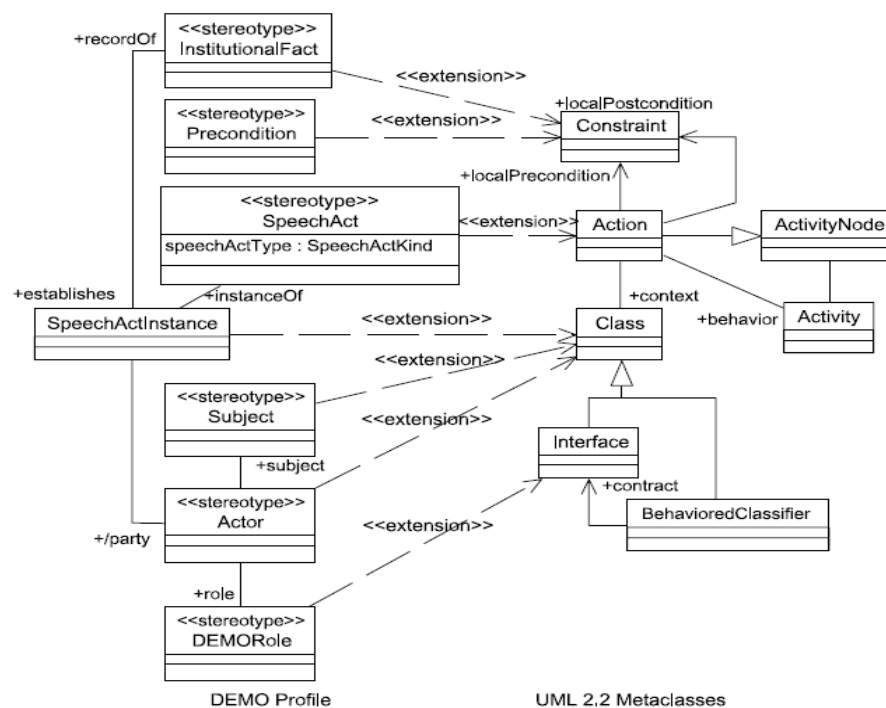 <<stereotype>>
InstitutionalFact
+recordOf
<<extension>>
<<stereotype>>
Precondition
<<extension>>
+localPostcondition
Constraint
+localPrecondition
<<stereotype>>
SpeechAct
speechActType : SpeechActKind
<<extension>>
Action
ActivityNode
+establishes
+instanceOf
+context
SpeechActInstance
<<extension>>
Class
+behavior
Activity
<<extension>>
<<stereotype>>
Subject
<<extension>>
+subject
Interface
+contract
<<stereotype>>
Actor
<<extension>>
BehavioredClassifier
+/party
+role
<<stereotype>>
DEMORole
DEMO Profile
UML 2.2 Metaclasses